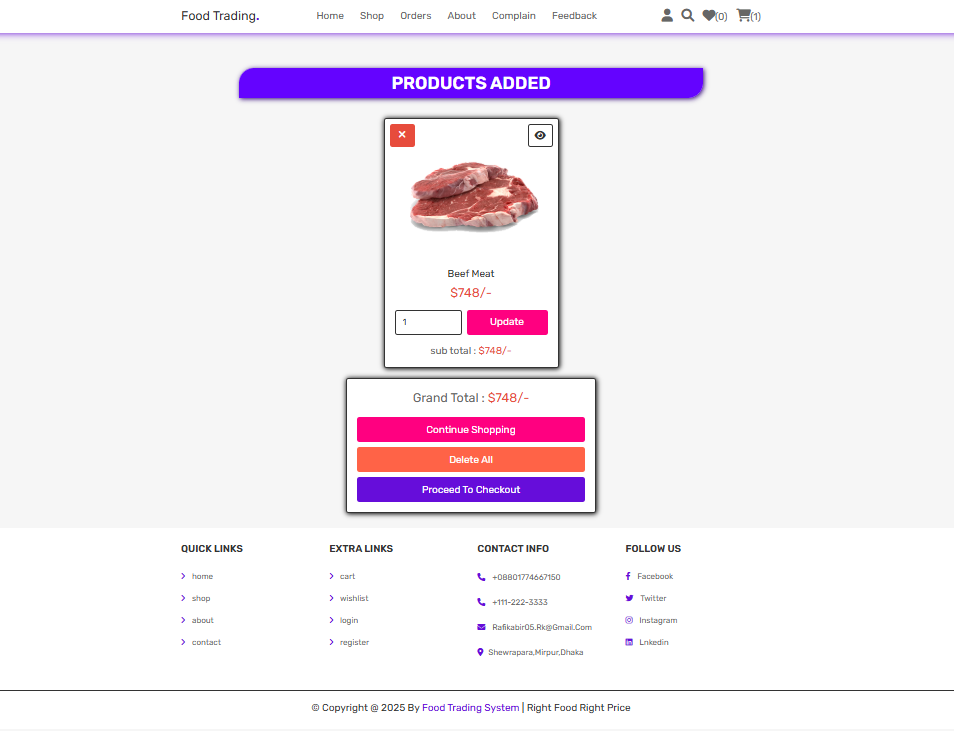 Food Trading. Home Shop Orders About Complain Feedback (0) (1)
PRODUCTS ADDED
Beef Meat
$748/-
1 Update
sub total : $748/-
Grand Total : $748/-
Continue Shopping
Delete All
Proceed To Checkout
QUICK LINKS
home
shop
about
contact
EXTRA LINKS
cart
wishlist
login
register
CONTACT INFO
+08801774667150
+111-222-3333
Rafikabir05.Rk@Gmail.Com
Shewrapara,Mirpur,Dhaka
FOLLOW US
Facebook
Twitter
Instagram
Lnkedin
© Copyright @ 2025 By Food Trading System | Right Food Right Price